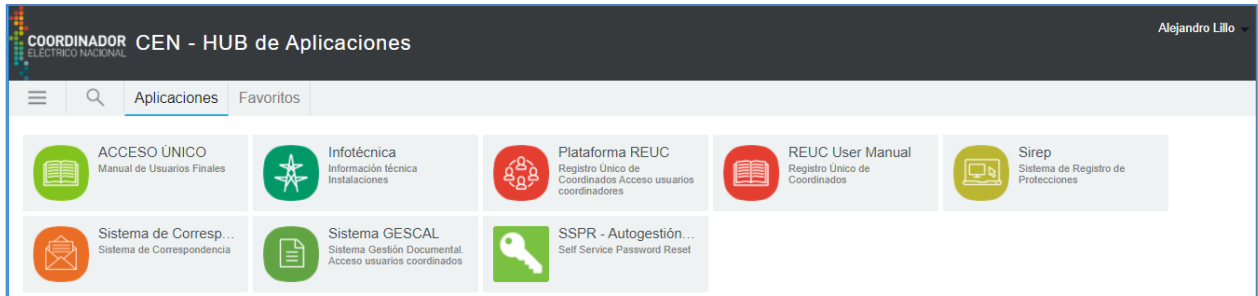 COORDINADOR
ELÉCTRICO NACIONAL
CEN - HUB de Aplicaciones
Alejandro Lillo
Aplicaciones
Favoritos
ACCESO ÚNICO
Manual de Usuarios Finales
Infotécnica
Información técnica
Instalaciones
Plataforma REUC
Registro Único de
Coordinados Acceso usuarios
coordinadores
REUC User Manual
Registro Único de
Coordinados
Sirep
Sistema de Registro de
Protecciones
Sistema de Corresp...
Sistema de Correspondencia
Sistema GESCAL
Sistema Gestión Documental.
Acceso usuarios coordinados
SSPR - Autogestión...
Self Service Password Reset